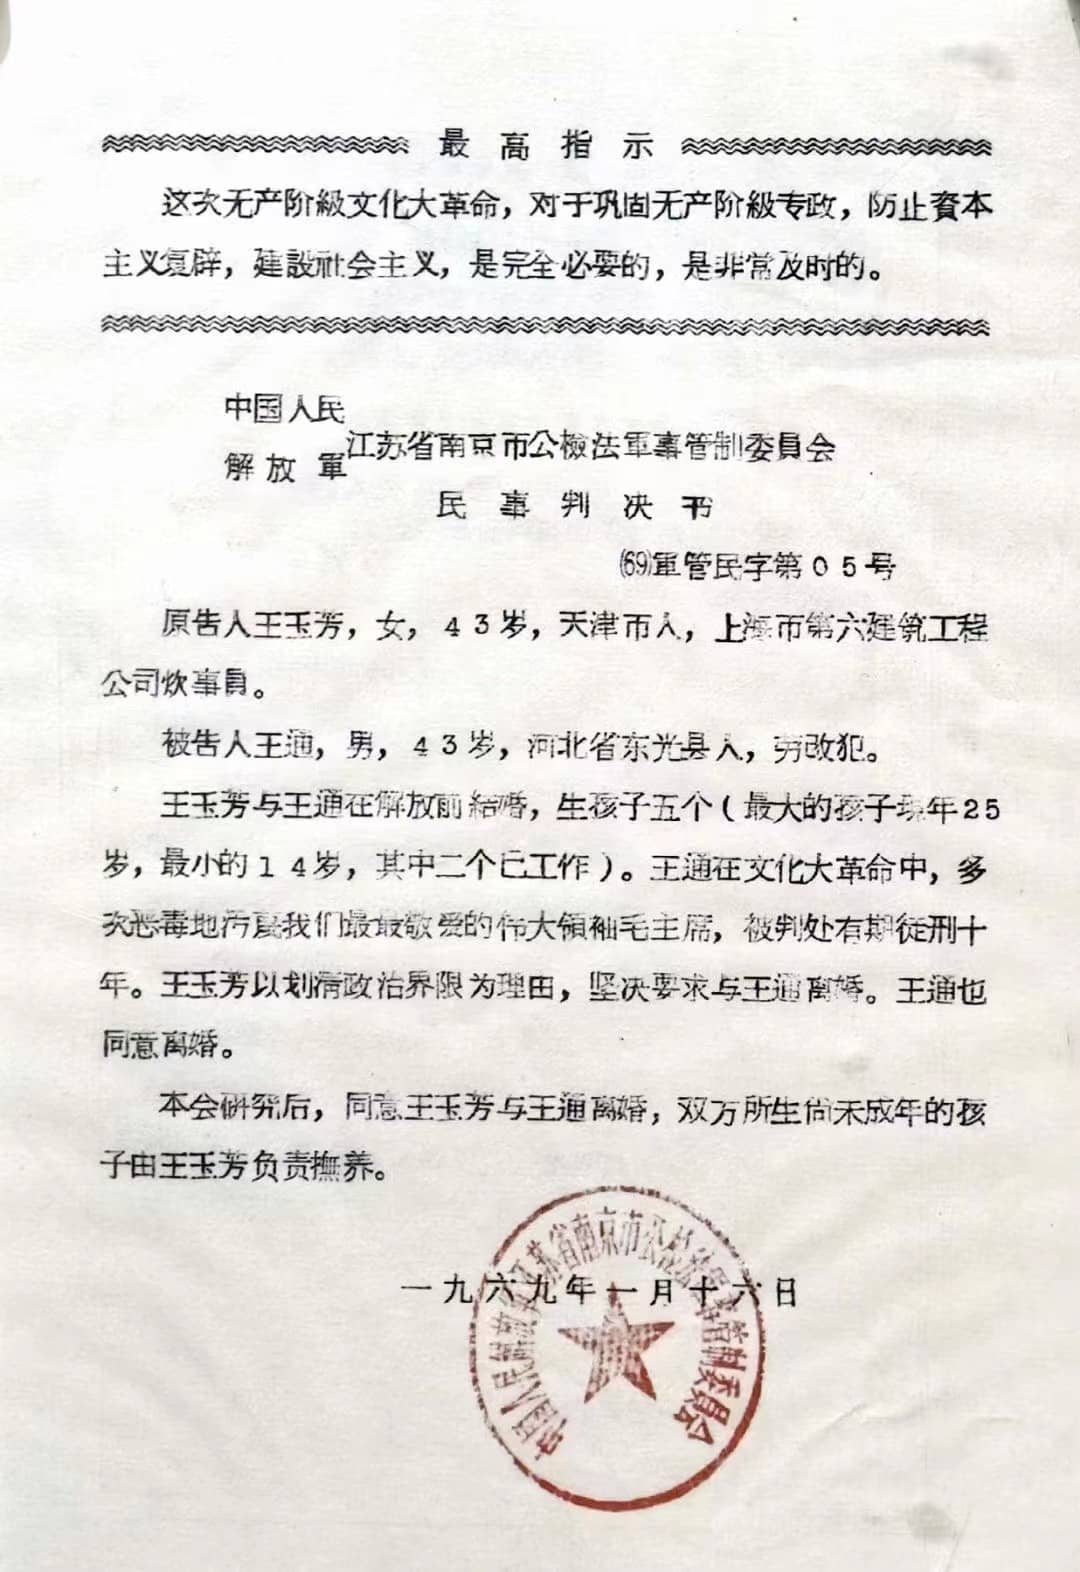 最高指示
这次无产阶級文化大革命，对于巩固无产阶級专政，防止資本
主义复辟，建設社会主义，是完全必要的，是非常及时的。
中国人民
解放軍
江苏省南京市公檢法軍事管制委員会
民事判决书
(69)軍管民字第05号
原告人王玉芳，女，43岁，天津市人，上海市第六建筑工程
公司炊事員。
被告人王通，男，43岁，河北省东光县人，劳改犯。
王玉芳与王通在解放前結婚，生孩子五个(最大的孩子現年25
岁，最小的14岁，其中二个已工作)。王通在文化大革命中，多
次恶毒地污蔑我们最最敬爱的伟大領袖毛主席，被判处有期徒刑十
年。王玉芳以划清政治界限为理由，坚决要求与王通离婚。王通也
同意离婚。
本会研究后，同意王玉芳与王通离婚，双方所生尚未成年的孩
子由王玉芳负责撫养。
一九六九年一月十六日
中国人民解放軍江苏省南京市公檢法軍事管制委員会